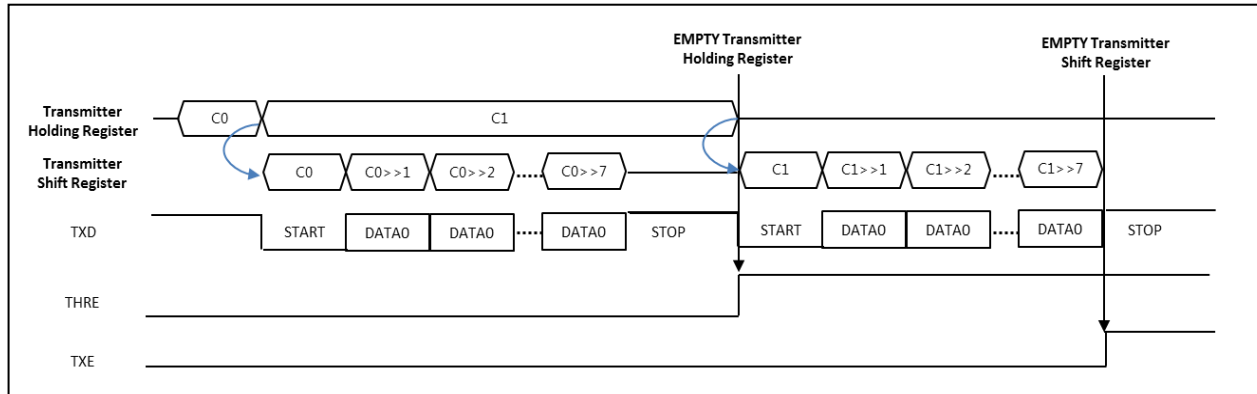 EMPTY Transmitter
Holding Register
EMPTY Transmitter
Shift Register
Transmitter
Holding Register
C0
C1
Transmitter
Shift Register
C0
C0>>1
C0>>2
C0>>7
C1
C1>>1
C1>>2
C1>>7
TXD
START
DATA0
DATA0
DATA0
STOP
START
DATA0
DATA0
DATA0
STOP
THRE
TXE